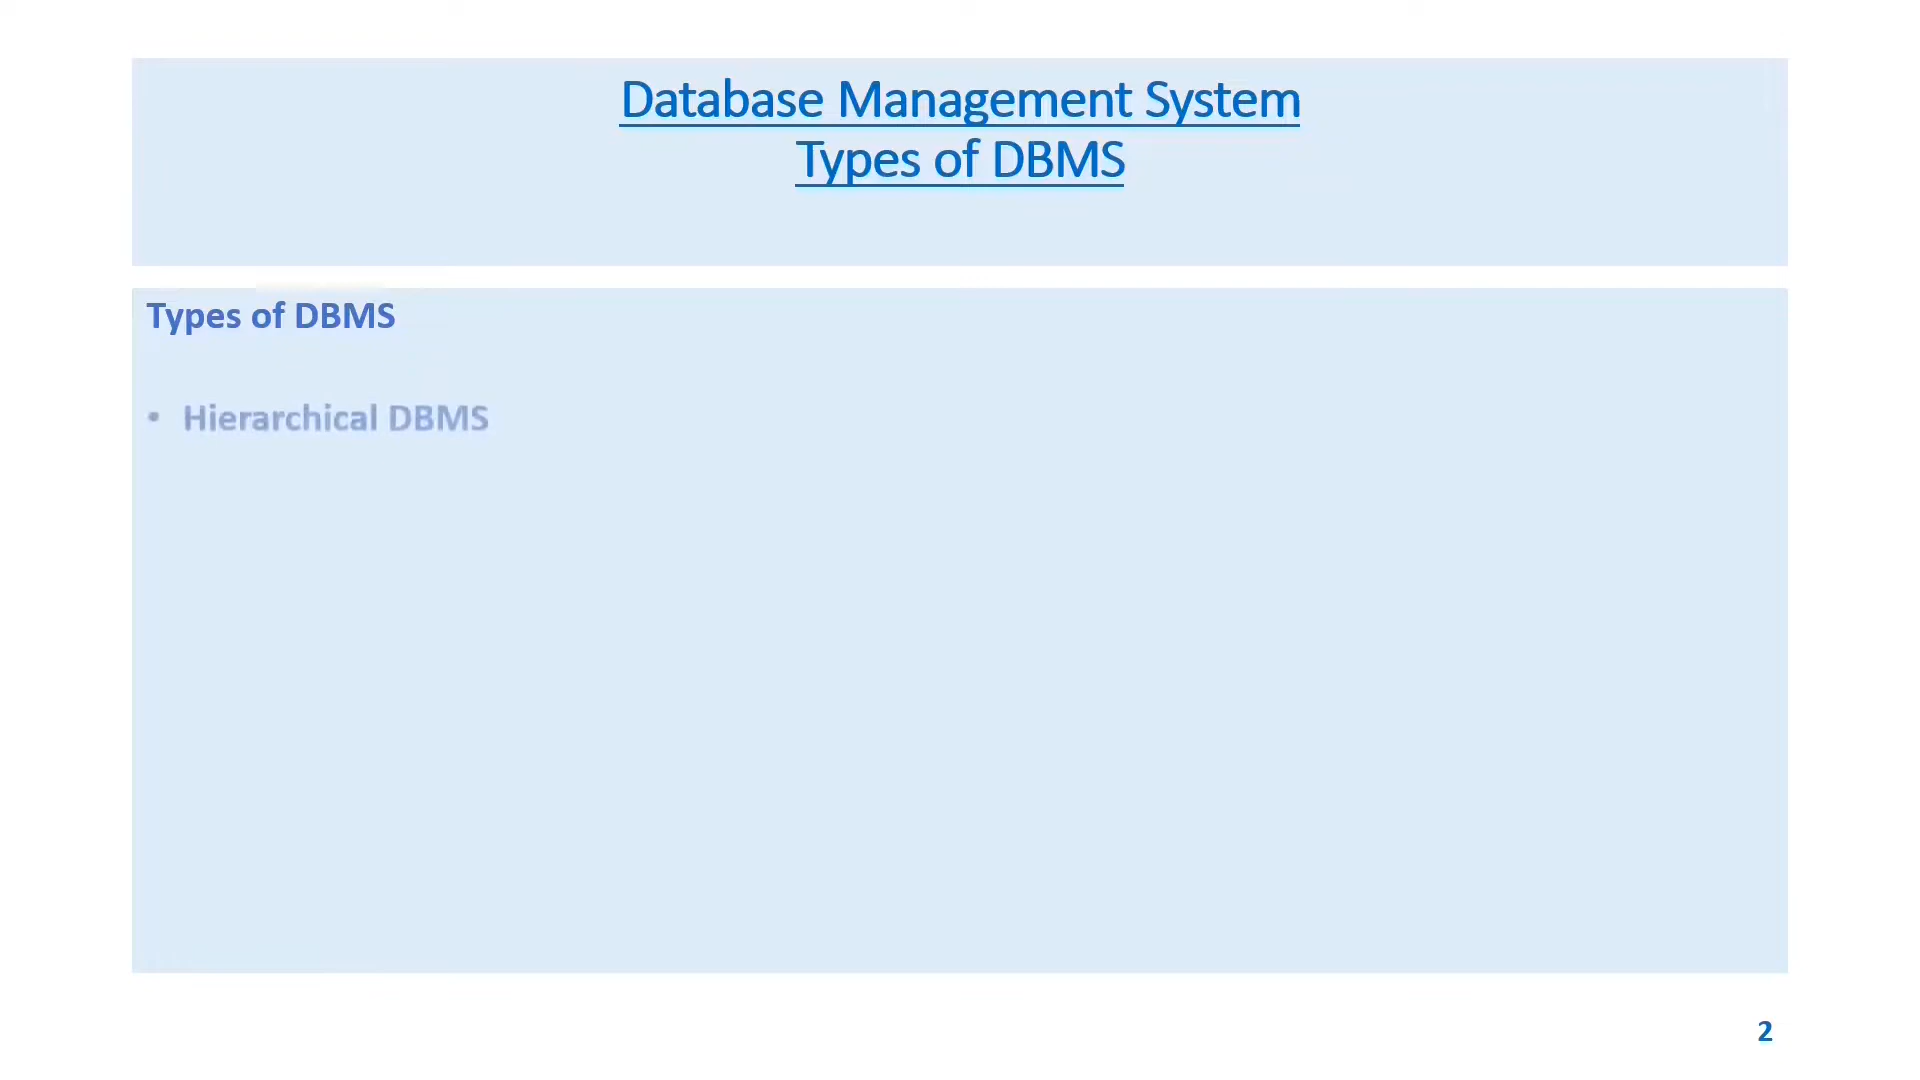 Database Management System
Types of DBMS
Types of DBMS
• Hierarchical DBMS
2